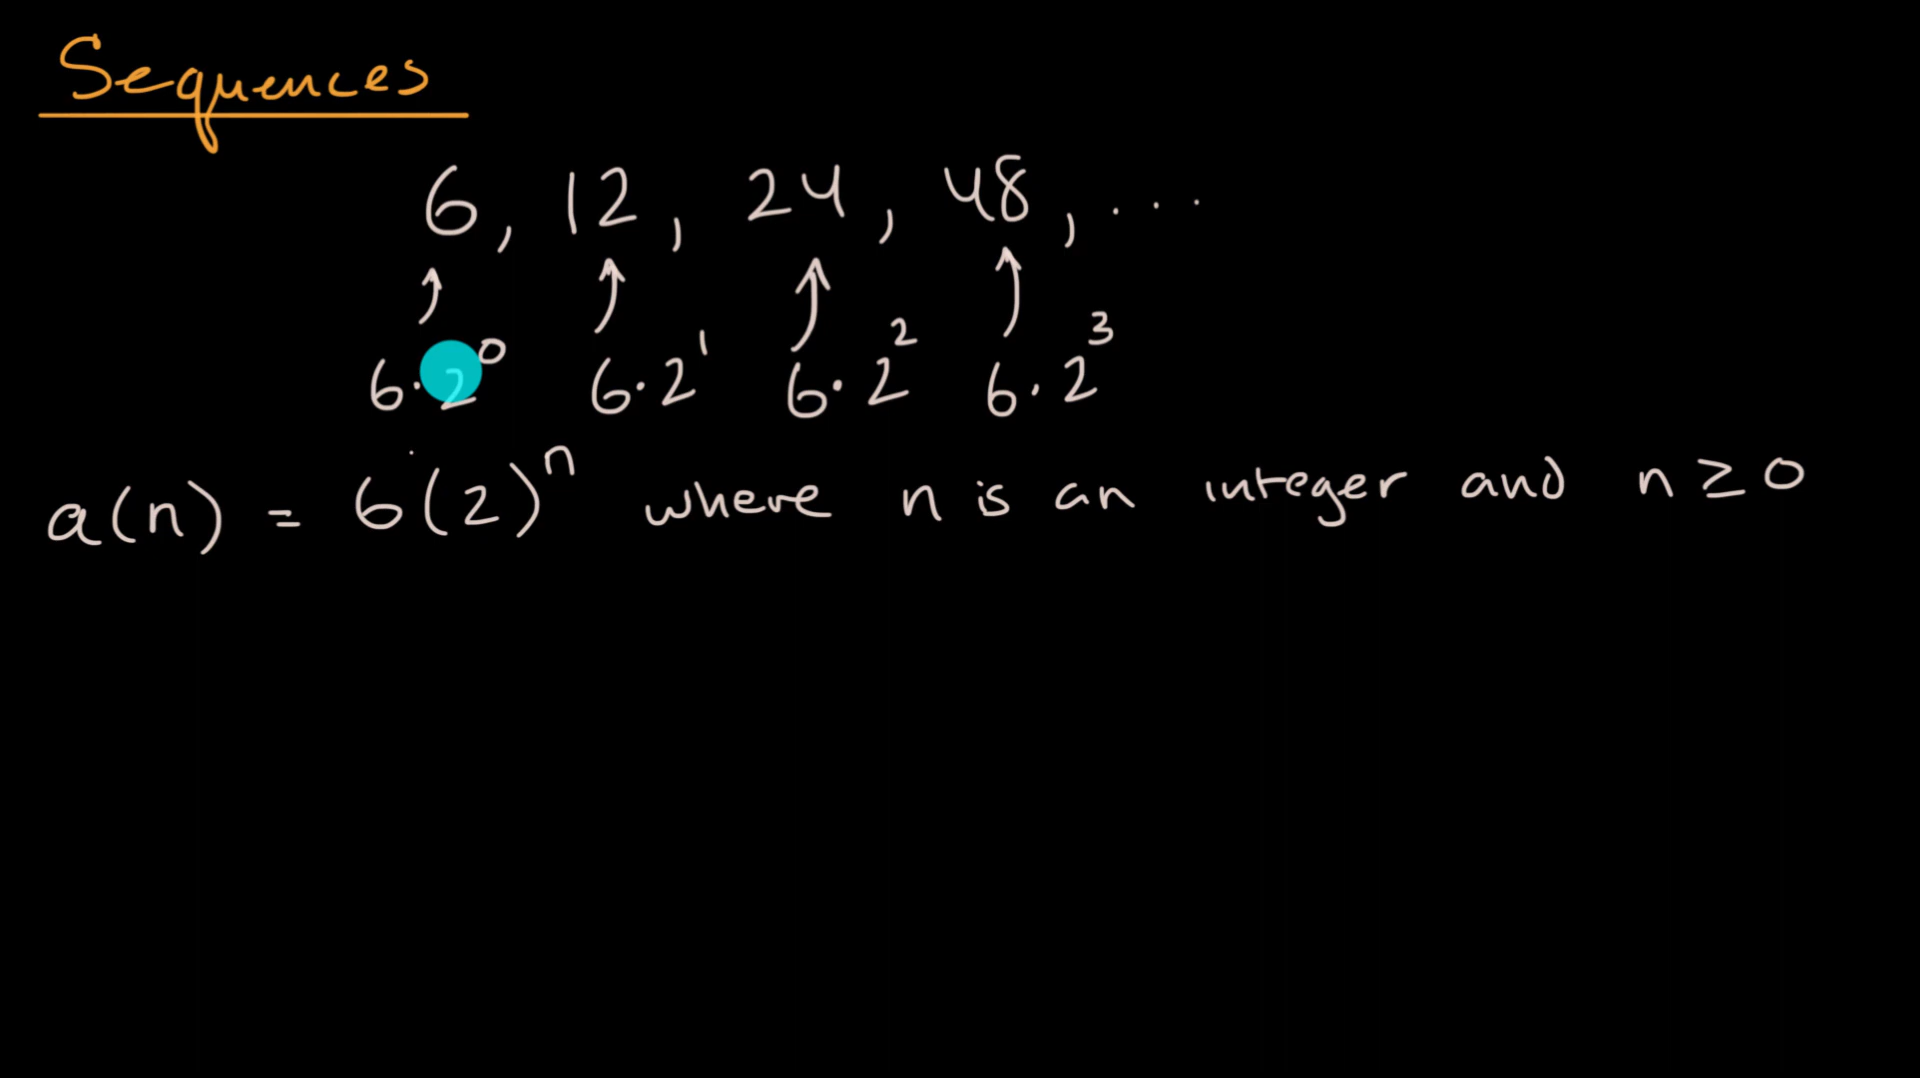 Sequences
6, 12, 24, 48, ...
6·2⁰ 6·2¹ 6·2² 6·2³
a(n) = 6(2)ⁿ where n is an integer and n ≥ 0